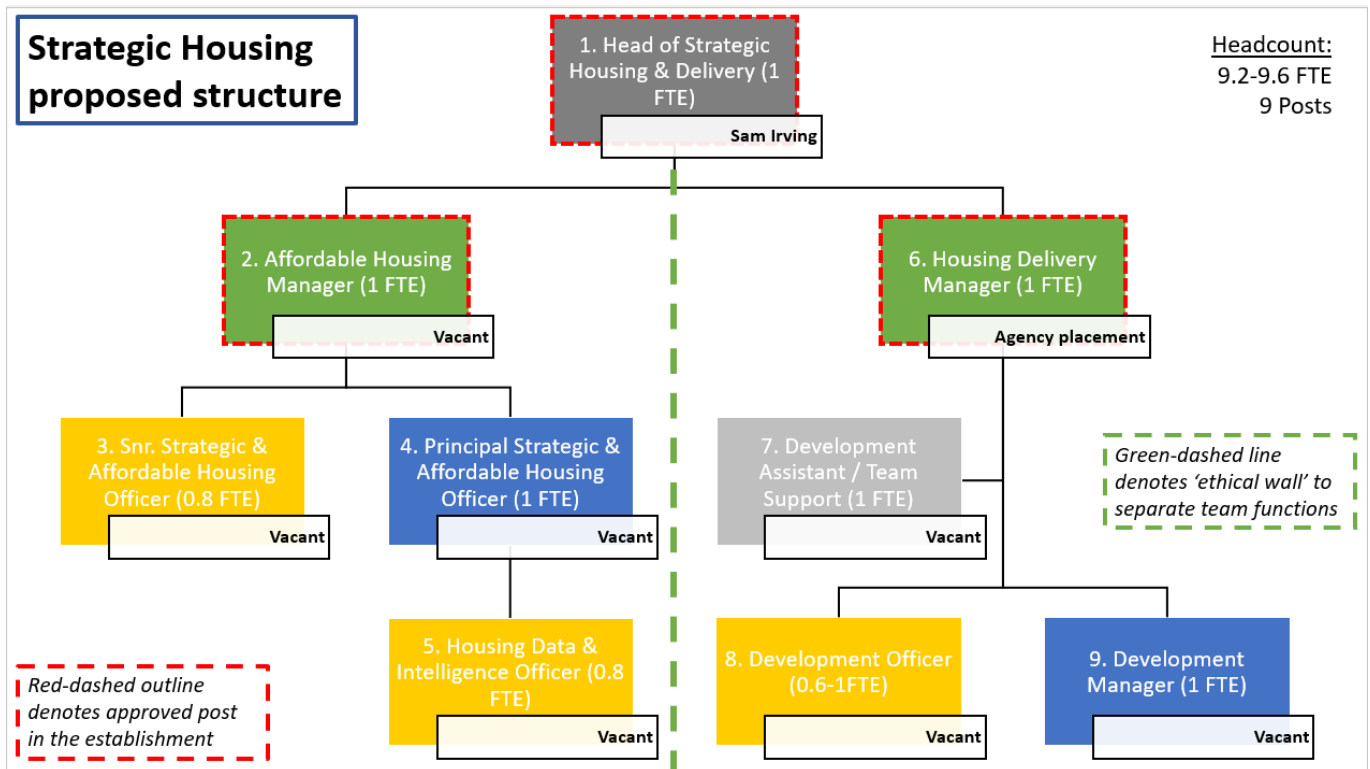 Strategic Housing
proposed structure
1. Head of Strategic
Housing & Delivery (1
FTE)
Sam Irving
Headcount:
9.2-9.6 FTE
9 Posts
2. Affordable Housing
Manager (1 FTE)
Vacant
6. Housing Delivery
Manager (1 FTE)
Agency placement
3. Snr. Strategic &
Affordable Housing
Officer (0.8 FTE)
Vacant
4. Principal Strategic &
Affordable Housing
Officer (1 FTE)
Vacant
7. Development
Assistant / Team
Support (1 FTE)
Vacant
Green-dashed line
denotes ‘ethical wall’ to
separate team functions
5. Housing Data &
Intelligence Officer (0.8
FTE)
Vacant
8. Development Officer
(0.6-1FTE)
Vacant
9. Development
Manager (1 FTE)
Vacant
Red-dashed outline
denotes approved post
in the establishment